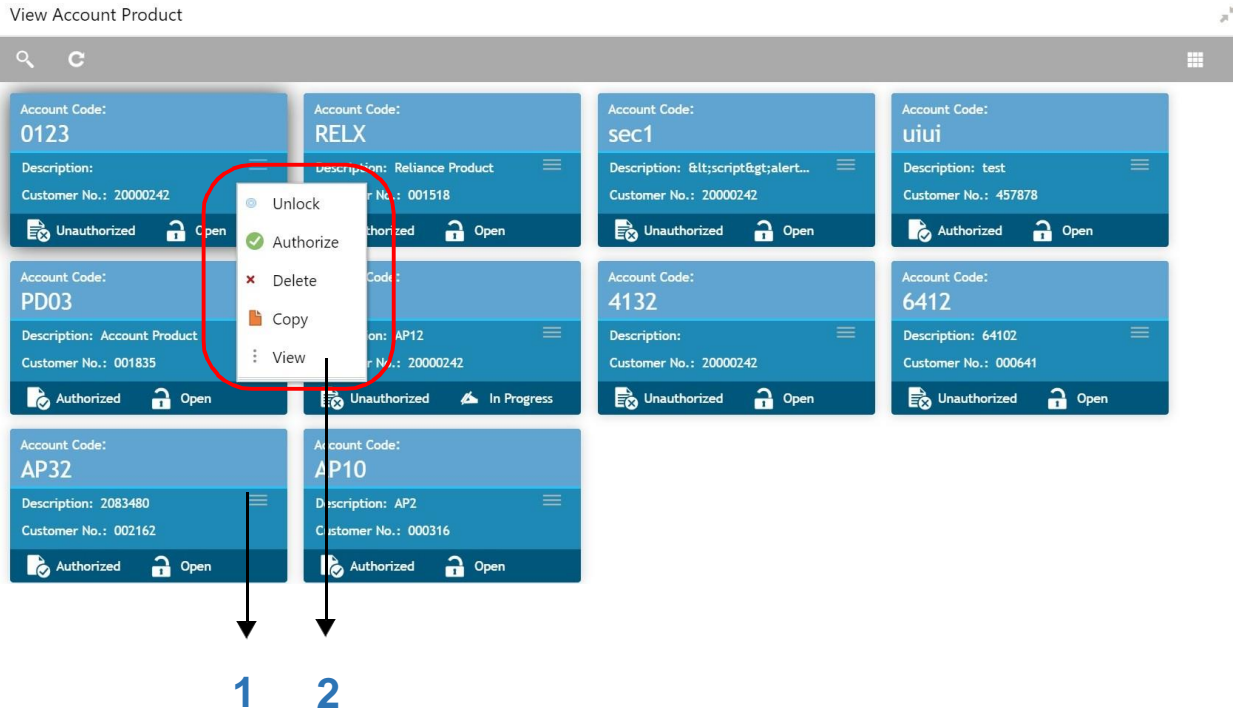 View Account Product
Account Code:
0123
Description:
Customer No.: 20000242
Unauthorized Open
Account Code:
RELX
Description: Reliance Product
r No.: 001518
thorized Open
Account Code:
sec1
Description: &lt;script&gt;alert...
Customer No.: 20000242
Unauthorized Open
Account Code:
uiui
Description: test
Customer No.: 457878
Authorized Open
Unlock
Authorize
Delete
Copy
View
Account Code:
PD03
Description: Account Product
Customer No.: 001835
Authorized Open
Code:
on: AP12
r No.: 20000242
Unauthorized In Progress
Account Code:
4132
Description:
Customer No.: 20000242
Unauthorized Open
Account Code:
6412
Description: 64102
Customer No.: 000641
Unauthorized Open
Account Code:
AP32
Description: 2083480
Customer No.: 002162
Authorized Open
Account Code:
AP10
Description: AP2
Customer No.: 000316
Authorized Open
1 2